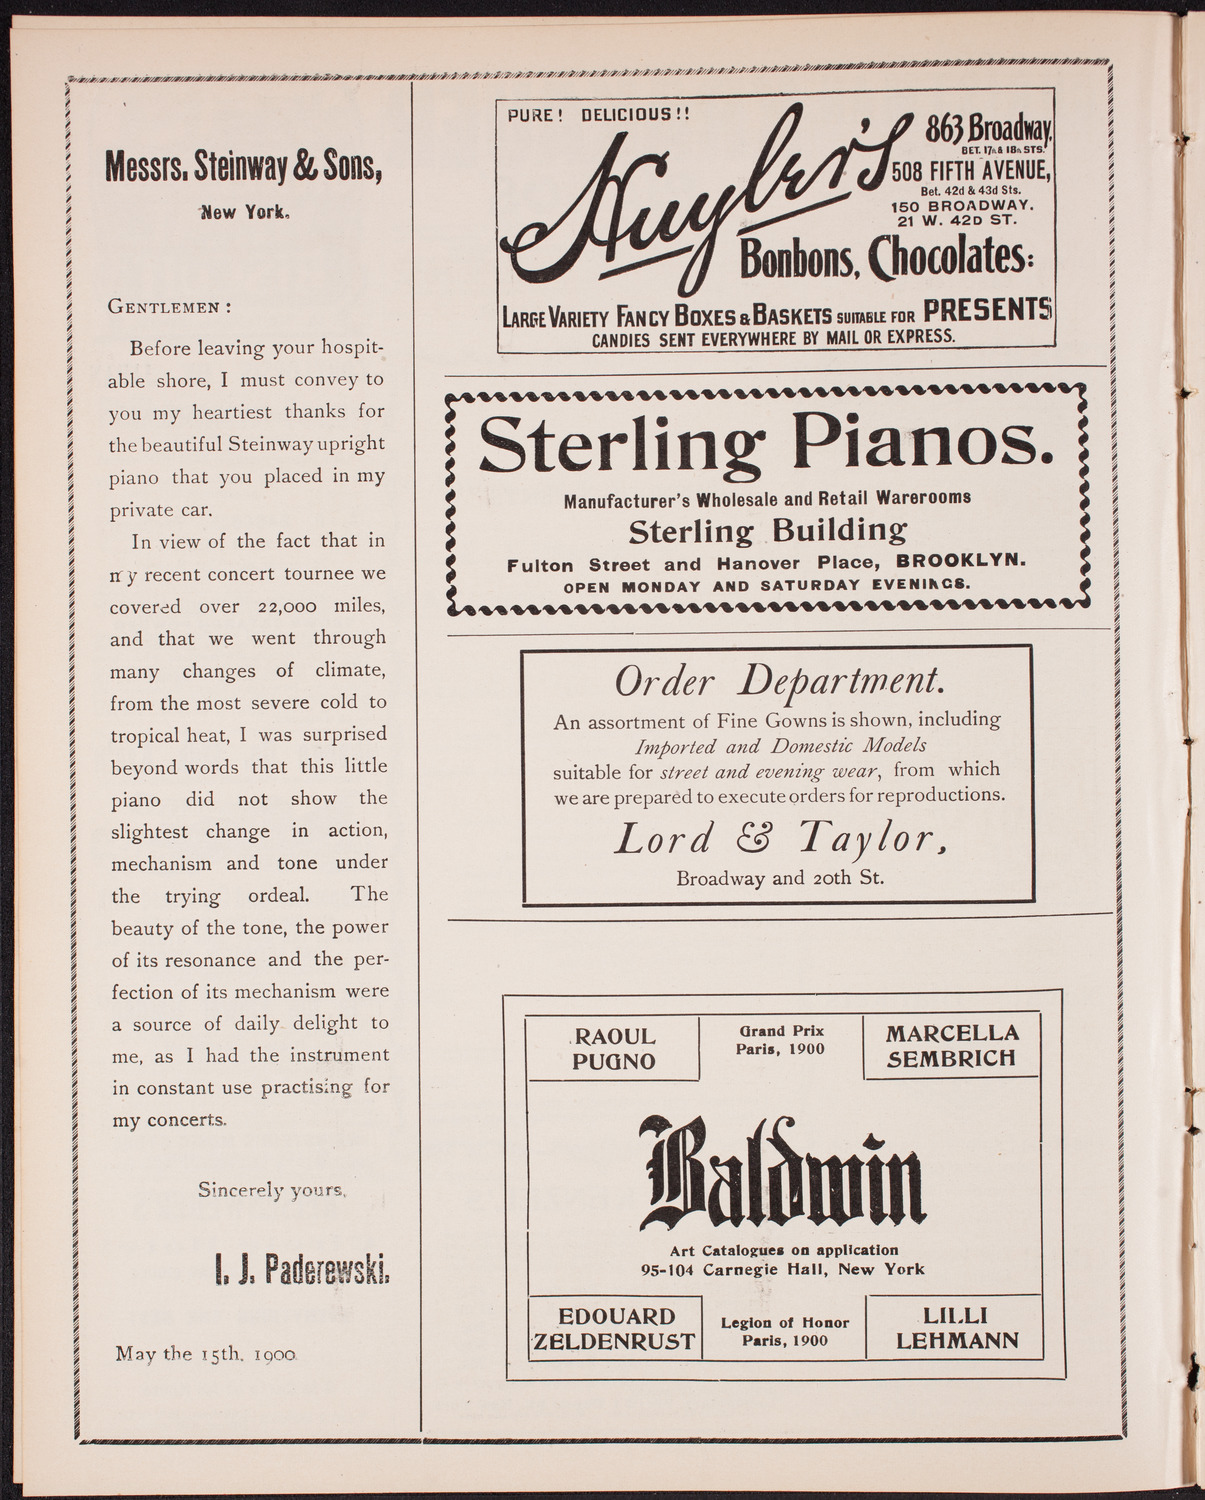 Messrs. Steinway & Sons,
New York.
GENTLEMEN :
Before leaving your hospit-
able shore, I must convey to
you my heartiest thanks for
the beautiful Steinway upright
piano that you placed in my
private car.
In view of the fact that in
my recent concert tournee we
covered over 22,000 miles,
and that we went through
many changes of climate,
from the most severe cold to
tropical heat, I was surprised
beyond words that this little
piano did not show the
slightest change in action,
mechanism and tone under
the trying ordeal. The
beauty of the tone, the power
of its resonance and the per-
fection of its mechanism were
a source of daily delight to
me, as I had the instrument
in constant use practising for
my concerts.
Sincerely yours,
I. J. Paderewski.
May the 15th, 1900.
PURE! DELICIOUS!!
Huyler's
863 Broadway,
BET. 17th & 18th STS.
508 FIFTH AVENUE,
Bet. 42d & 43d Sts.
150 BROADWAY.
21 W. 42D ST.
Bonbons, Chocolates:
LARGE VARIETY FANCY BOXES & BASKETS SUITABLE FOR PRESENTS
CANDIES SENT EVERYWHERE BY MAIL OR EXPRESS.
Sterling Pianos.
Manufacturer's Wholesale and Retail Warerooms
Sterling Building
Fulton Street and Hanover Place, BROOKLYN.
OPEN MONDAY AND SATURDAY EVENINGS.
Order Department.
An assortment of Fine Gowns is shown, including
Imported and Domestic Models
suitable for street and evening wear, from which
we are prepared to execute orders for reproductions.
Lord & Taylor,
Broadway and 20th St.
RAOUL
PUGNO
Grand Prix
Paris, 1900
MARCELLA
SEMBRICH
Baldwin
Art Catalogues on application
95-104 Carnegie Hall, New York
EDOUARD
ZELDENRUST
Legion of Honor
Paris, 1900
LILLI
LEHMANN